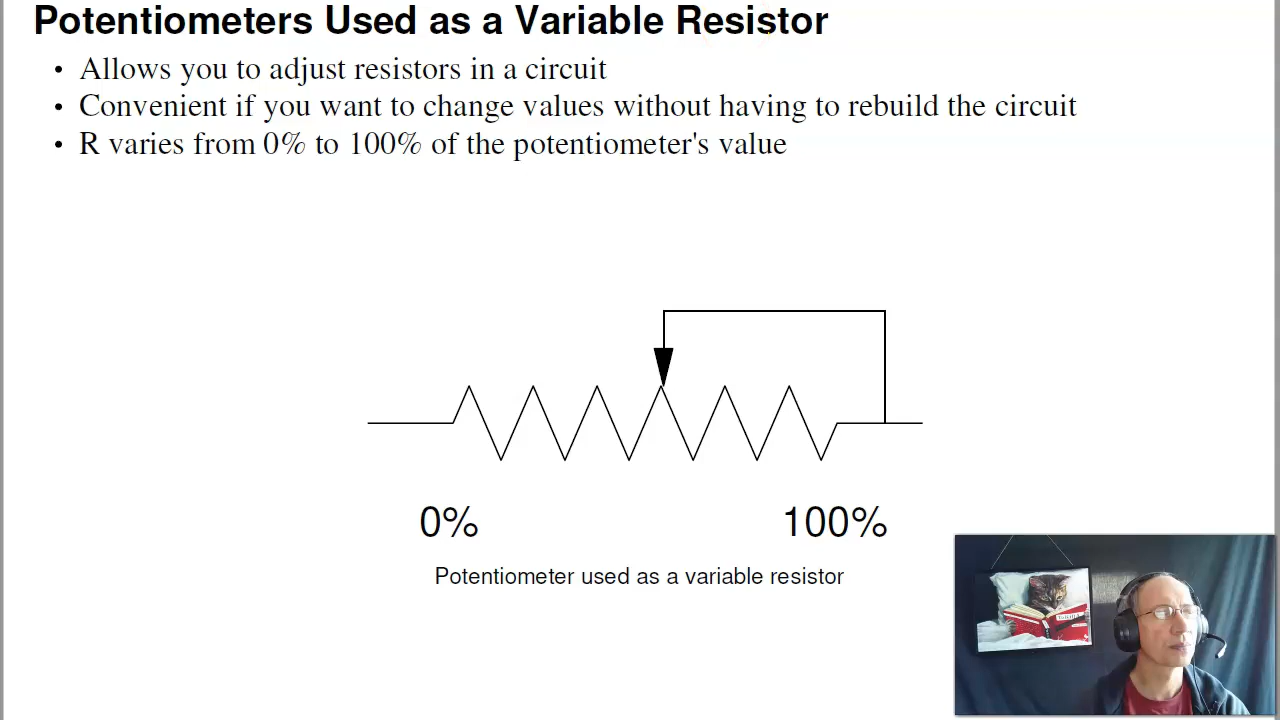 Potentiometers Used as a Variable Resistor
• Allows you to adjust resistors in a circuit
• Convenient if you want to change values without having to rebuild the circuit
• R varies from 0% to 100% of the potentiometer's value
0% 100%
Potentiometer used as a variable resistor